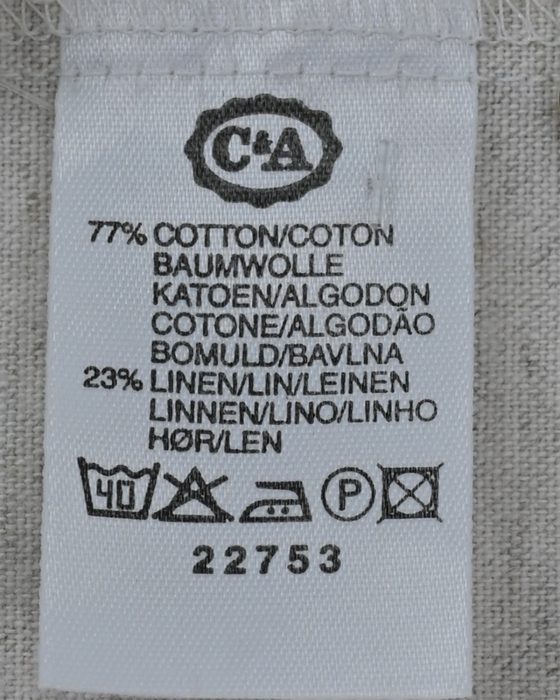 C&A
77% COTTON/COTON
BAUMWOLLE
KATOEN/ALGODON
COTONE/ALGODÃO
BOMULD/BAVLNA
23% LINEN/LIN/LEINEN
LINNEN/LINO/LINHO
HØR/LEN
40 P
22753